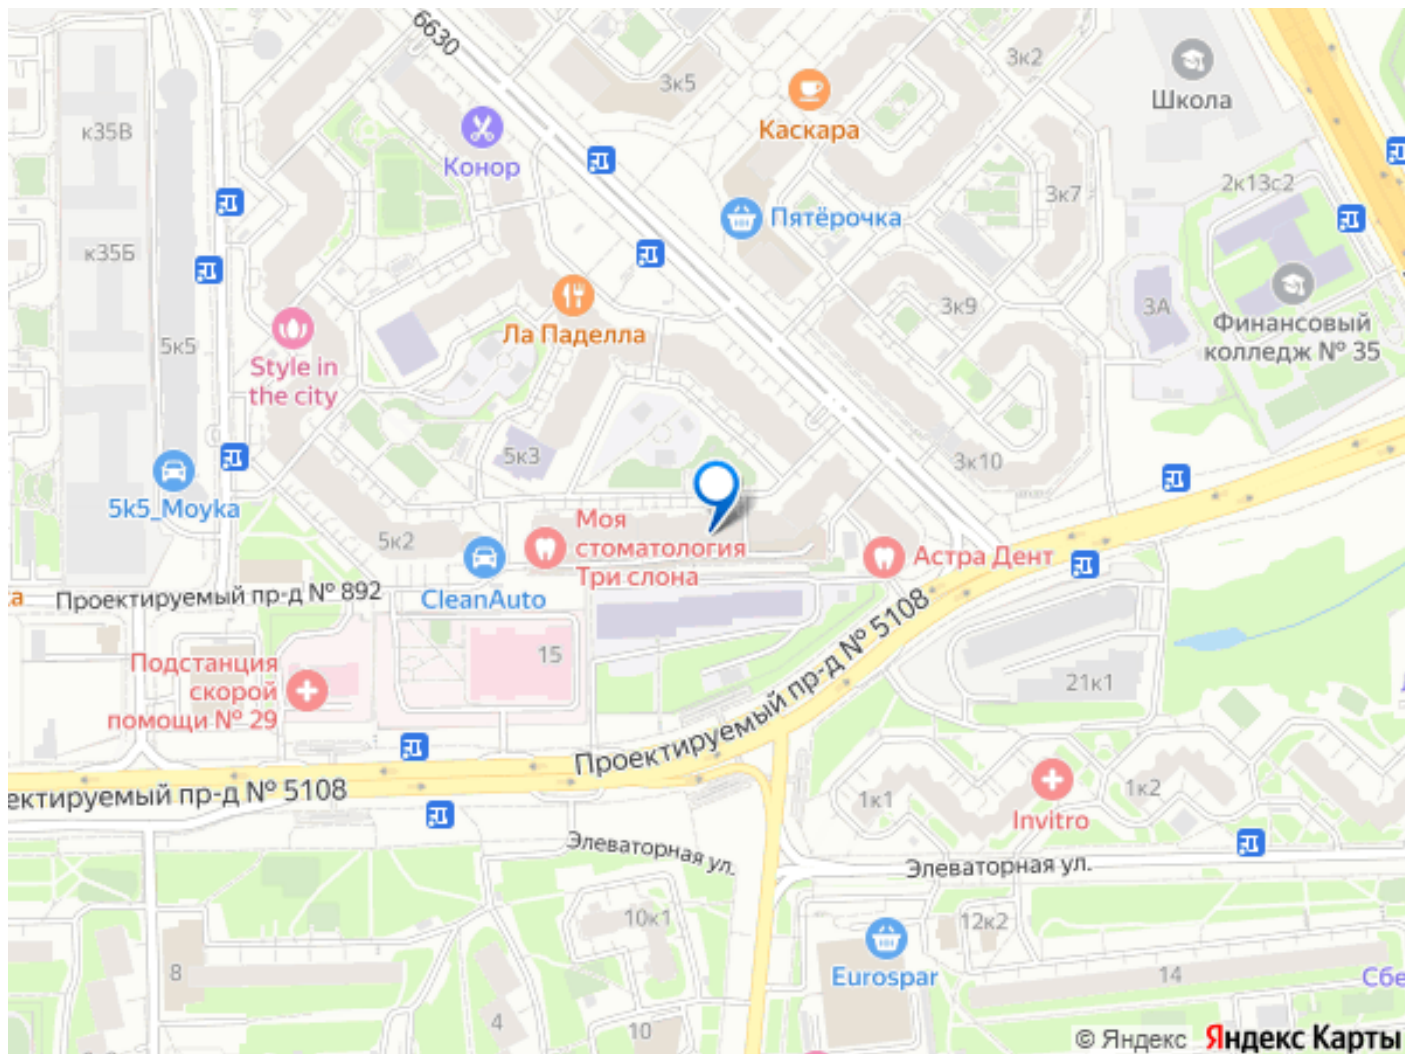 6630
3к5
3к2
Школа
Каскара
Конор
к35В
2к13с2
3к7
Пятёрочка
к35Б
3к9
3А
Финансовый
колледж № 35
Ла Паделла
5к5
Style in
the city
5к3
3к10
5k5_Moyka
Моя
стоматология
Три слона
5к2
Астра Дент
CleanAuto
Проектируемый пр-д № 892
а
Проектируемый пр-д № 5108
15
Подстанция
скорой
помощи № 29
21к1
ектируемый пр-д № 5108
1к1
1к2
Invitro
Элеваторная ул.
Элеваторная ул.
10к1
12к2
8
Eurospar
14
Сбе
4
10
© Яндекс Яндекс Карты